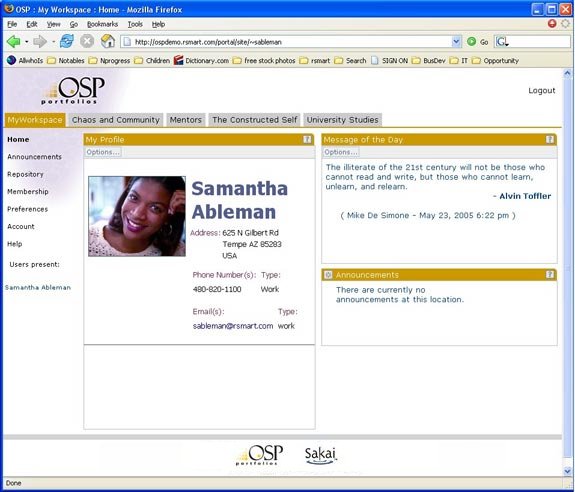 OSP : My Workspace : Home - Mozilla Firefox
File Edit View Go Bookmarks Tools Help
http://ospdemo.rsmart.com/portal/site/~sableman Go G
AllWhoIs Notables Nprogress Children Dictionary.com free stock photos rsmart Search SIGN ON BusDev IT Opportunity
OSP
portfolios
Logout
MyWorkspace Chaos and Community Mentors The Constructed Self University Studies
Home
Announcements
Repository
Membership
Preferences
Account
Help
Users present:
Samantha Ableman
My Profile ?
Options...
Samantha
Ableman
Address: 625 N Gilbert Rd
Tempe AZ 85283
USA
Phone Number(s): Type:
480-820-1100 Work
Email(s): Type:
sableman@rsmart.com work
Message of the Day ?
Options...
The illiterate of the 21st century will not be those who
cannot read and write, but those who cannot learn,
unlearn, and relearn.
- Alvin Toffler
( Mike De Simone - May 23, 2005 6:22 pm )
Announcements ?
There are currently no
announcements at this location.
OSP
portfolios
Sakai
Done